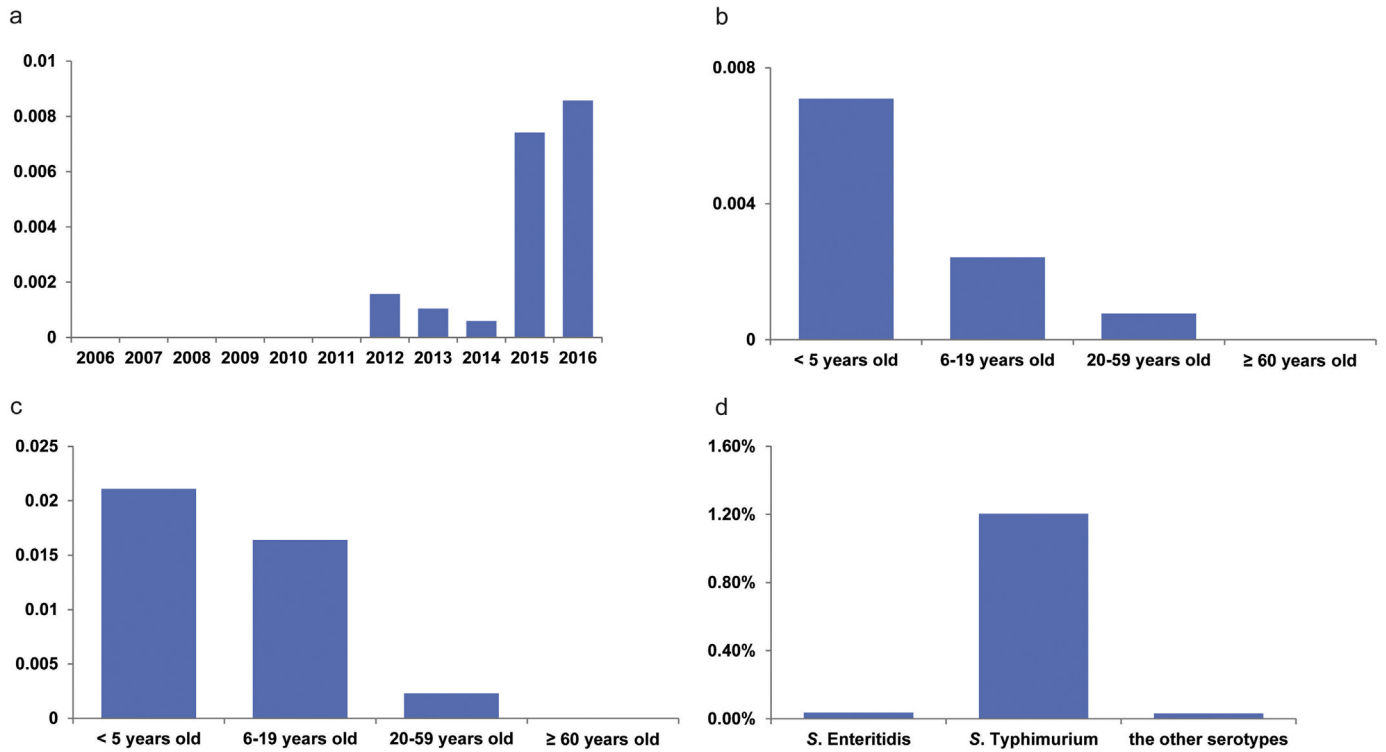 a
0.01
0.008
0.006
0.004
0.002
0
2006 2007 2008 2009 2010 2011 2012 2013 2014 2015 2016
b
0.008
0.004
0
< 5 years old 6-19 years old 20-59 years old ≥ 60 years old
c
0.025
0.02
0.015
0.01
0.005
0
< 5 years old 6-19 years old 20-59 years old ≥ 60 years old
d
1.60%
1.20%
0.80%
0.40%
0.00%
S. Enteritidis S. Typhimurium the other serotypes